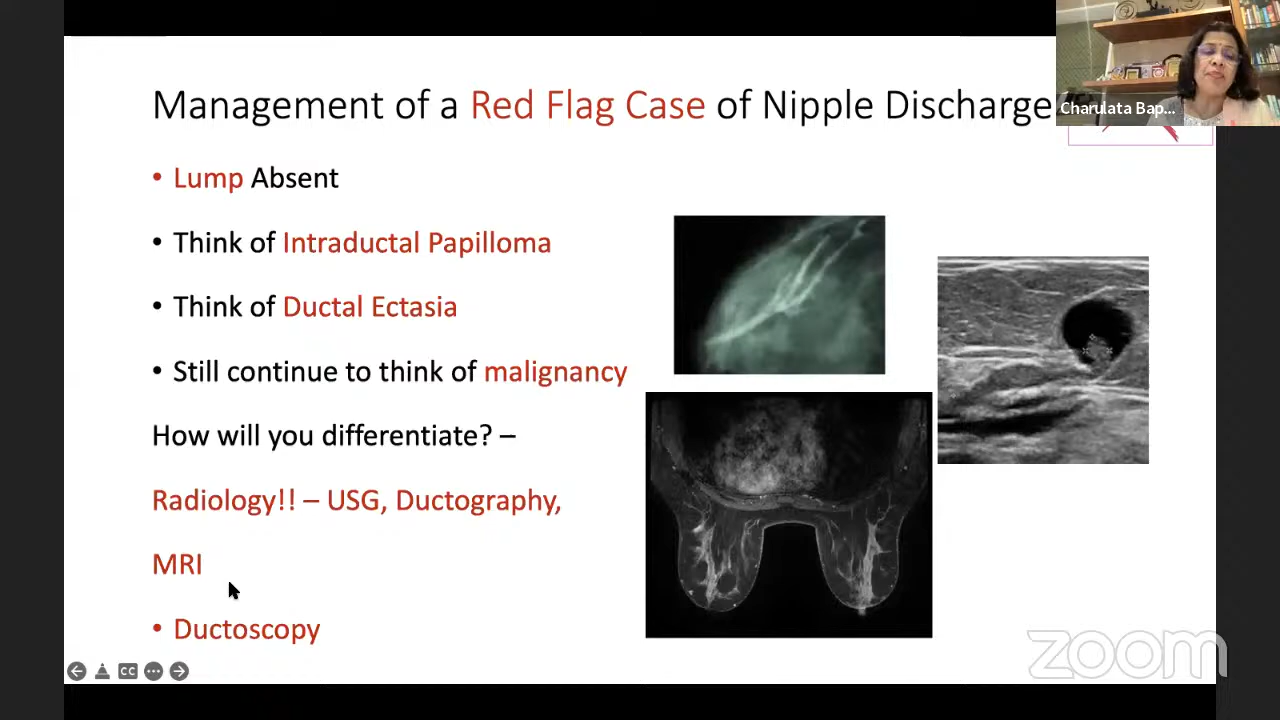 Management of a Red Flag Case of Nipple Discharge
Charulata Bap...
• Lump Absent
• Think of Intraductal Papilloma
• Think of Ductal Ectasia
• Still continue to think of malignancy
How will you differentiate? –
Radiology!! – USG, Ductography,
MRI
• Ductoscopy
CC
zoom